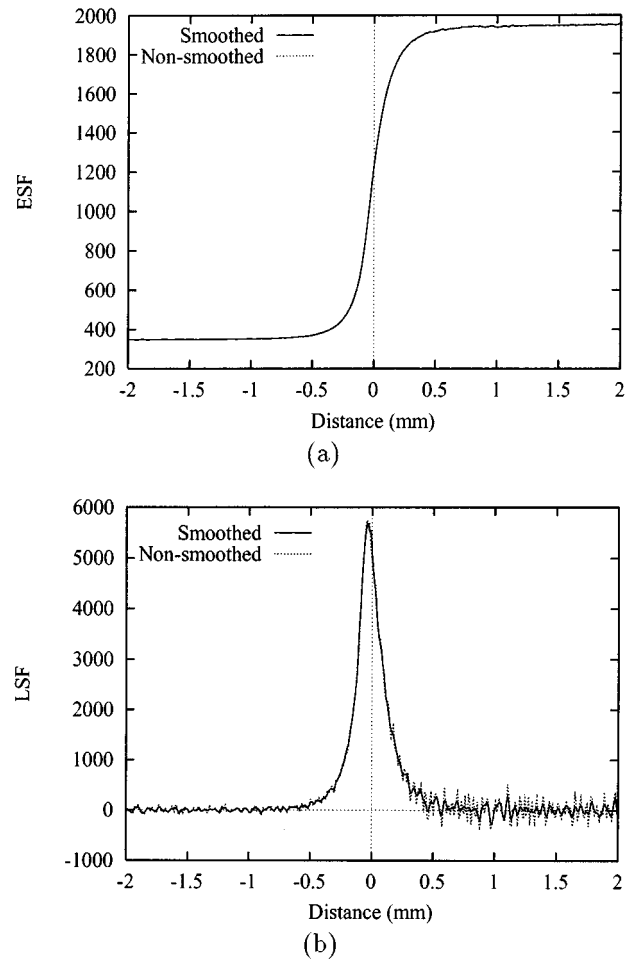 2000
Smoothed
Non-smoothed
1800
1600
1400
1200
ESF
1000
800
600
400
200
-2 -1.5 -1 -0.5 0 0.5 1 1.5 2
Distance (mm)
(a)
6000
Smoothed
Non-smoothed
5000
4000
3000
LSF
2000
1000
0
-1000
-2 -1.5 -1 -0.5 0 0.5 1 1.5 2
Distance (mm)
(b)